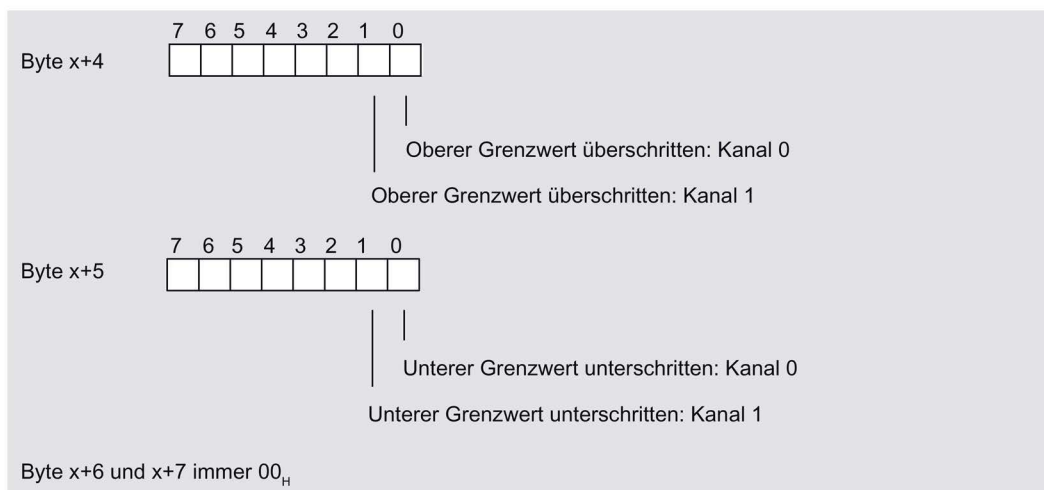 7 6 5 4 3 2 1 0
Byte x+4
Oberer Grenzwert überschritten: Kanal 0
Oberer Grenzwert überschritten: Kanal 1
7 6 5 4 3 2 1 0
Byte x+5
Unterer Grenzwert unterschritten: Kanal 0
Unterer Grenzwert unterschritten: Kanal 1
Byte x+6 und x+7 immer 00H